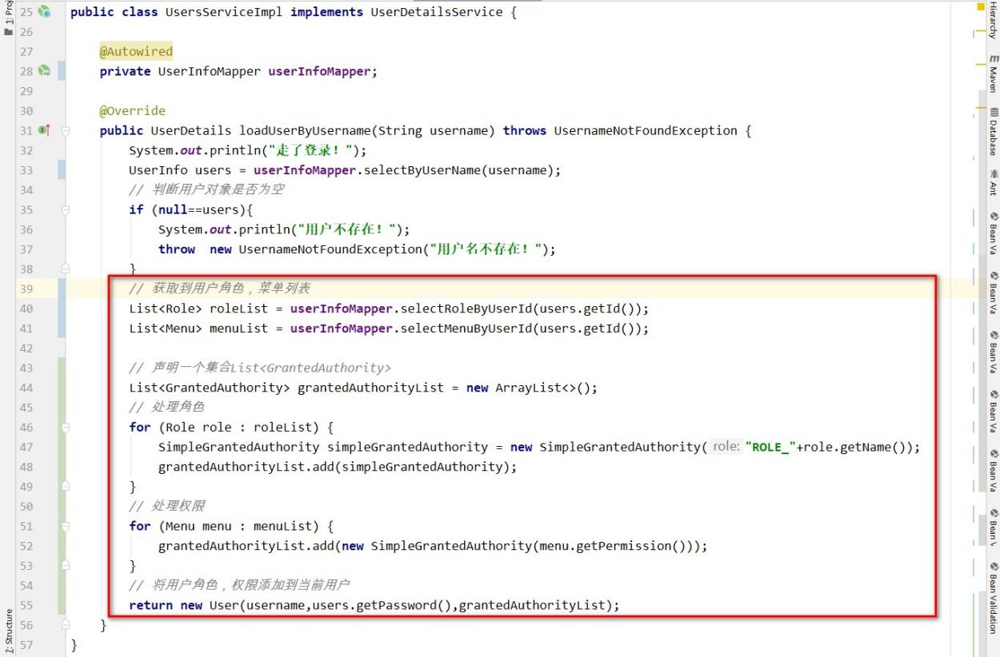 1: Proj
25 public class UsersServiceImpl implements UserDetailsService {
26
27 @Autowired
28 private UserInfoMapper userInfoMapper;
29
30 @Override
31 public UserDetails loadUserByUsername(String username) throws UsernameNotFoundException {
32 System.out.println("走了登录！");
33 UserInfo users = userInfoMapper.selectByUserName(username);
34 // 判断用户对象是否为空
35 if (null==users){
36 System.out.println("用户不存在！");
37 throw  new UsernameNotFoundException("用户名不存在！");
38 }
39 // 获取到用户角色，菜单列表
40 List<Role> roleList = userInfoMapper.selectRoleByUserId(users.getId());
41 List<Menu> menuList = userInfoMapper.selectMenuByUserId(users.getId());
42
43 // 声明一个集合List<GrantedAuthority>
44 List<GrantedAuthority> grantedAuthorityList = new ArrayList<>();
45 // 处理角色
46 for (Role role : roleList) {
47 SimpleGrantedAuthority simpleGrantedAuthority = new SimpleGrantedAuthority( role: "ROLE_"+role.getName());
48 grantedAuthorityList.add(simpleGrantedAuthority);
49 }
50 // 处理权限
51 for (Menu menu : menuList) {
52 grantedAuthorityList.add(new SimpleGrantedAuthority(menu.getPermission()));
53 }
54 // 将用户角色，权限添加到当前用户
55 return new User(username,users.getPassword(),grantedAuthorityList);
56 }
57 }
Z: Structure
Hierarchy
m Maven
Database
Ant
Bean Va
Bean Va
Bean Va
Bean Va
Bean Va
Bean V
Bean Validation